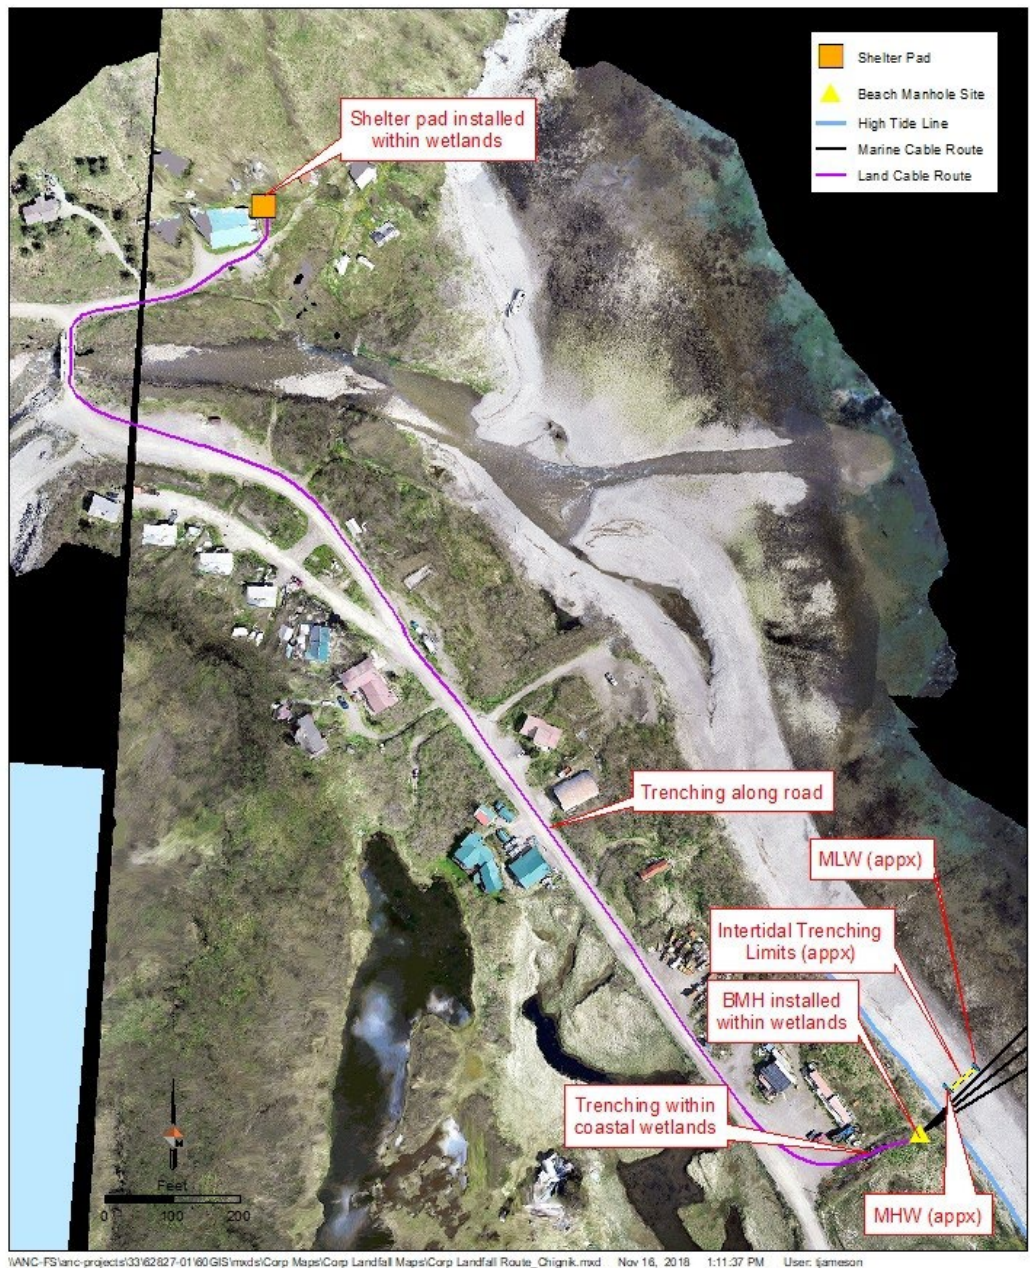 Shelter Pad
Beach Manhole Site
High Tide Line
Marine Cable Route
Land Cable Route
Shelter pad installed
within wetlands
Trenching along road
MLW (appx)
Intertidal Trenching
Limits (appx)
BMH installed
within wetlands
Trenching within
coastal wetlands
MHW (appx)
Feet
0 100 200
\\ANC-FS\anc-projects\33\62827-01\60GIS\mxds\Corp Maps\Corp Landfall Maps\Corp Landfall Route_Chignik.mxd Nov 16, 2018 1:11:37 PM User: tjameson